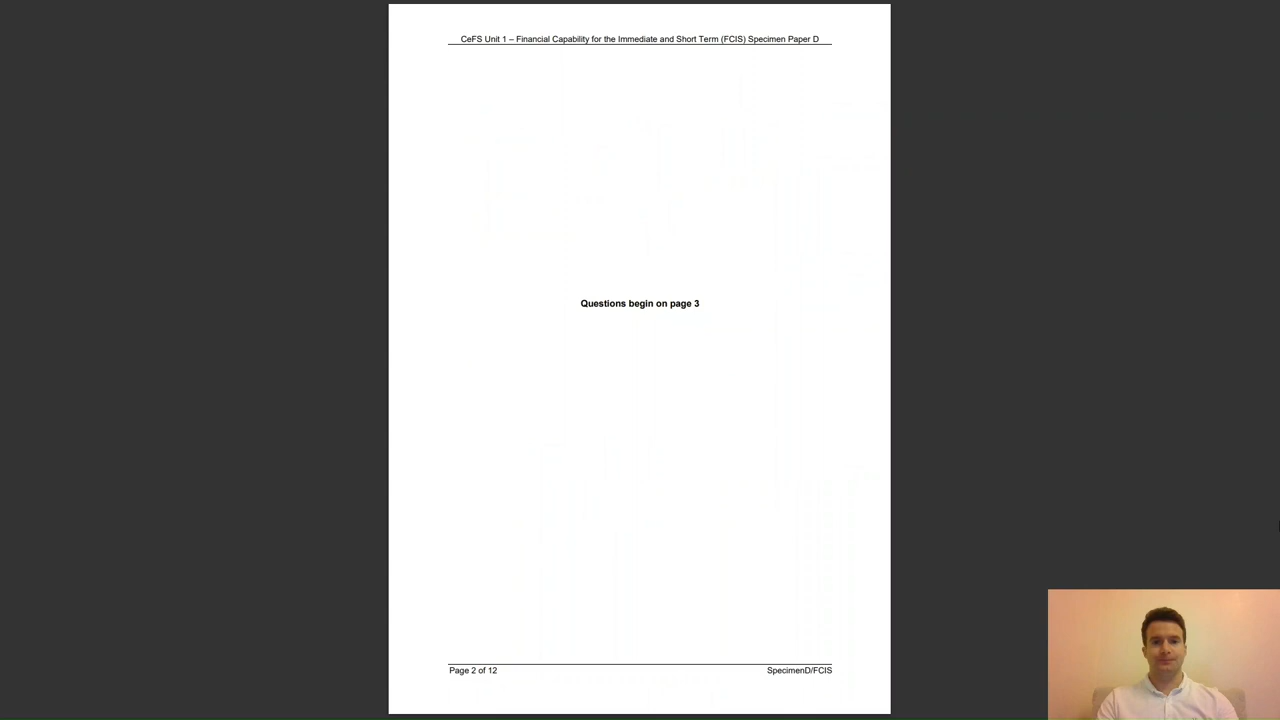 CeFS Unit 1 – Financial Capability for the Immediate and Short Term (FCIS) Specimen Paper D
Questions begin on page 3
Page 2 of 12
SpecimenD/FCIS